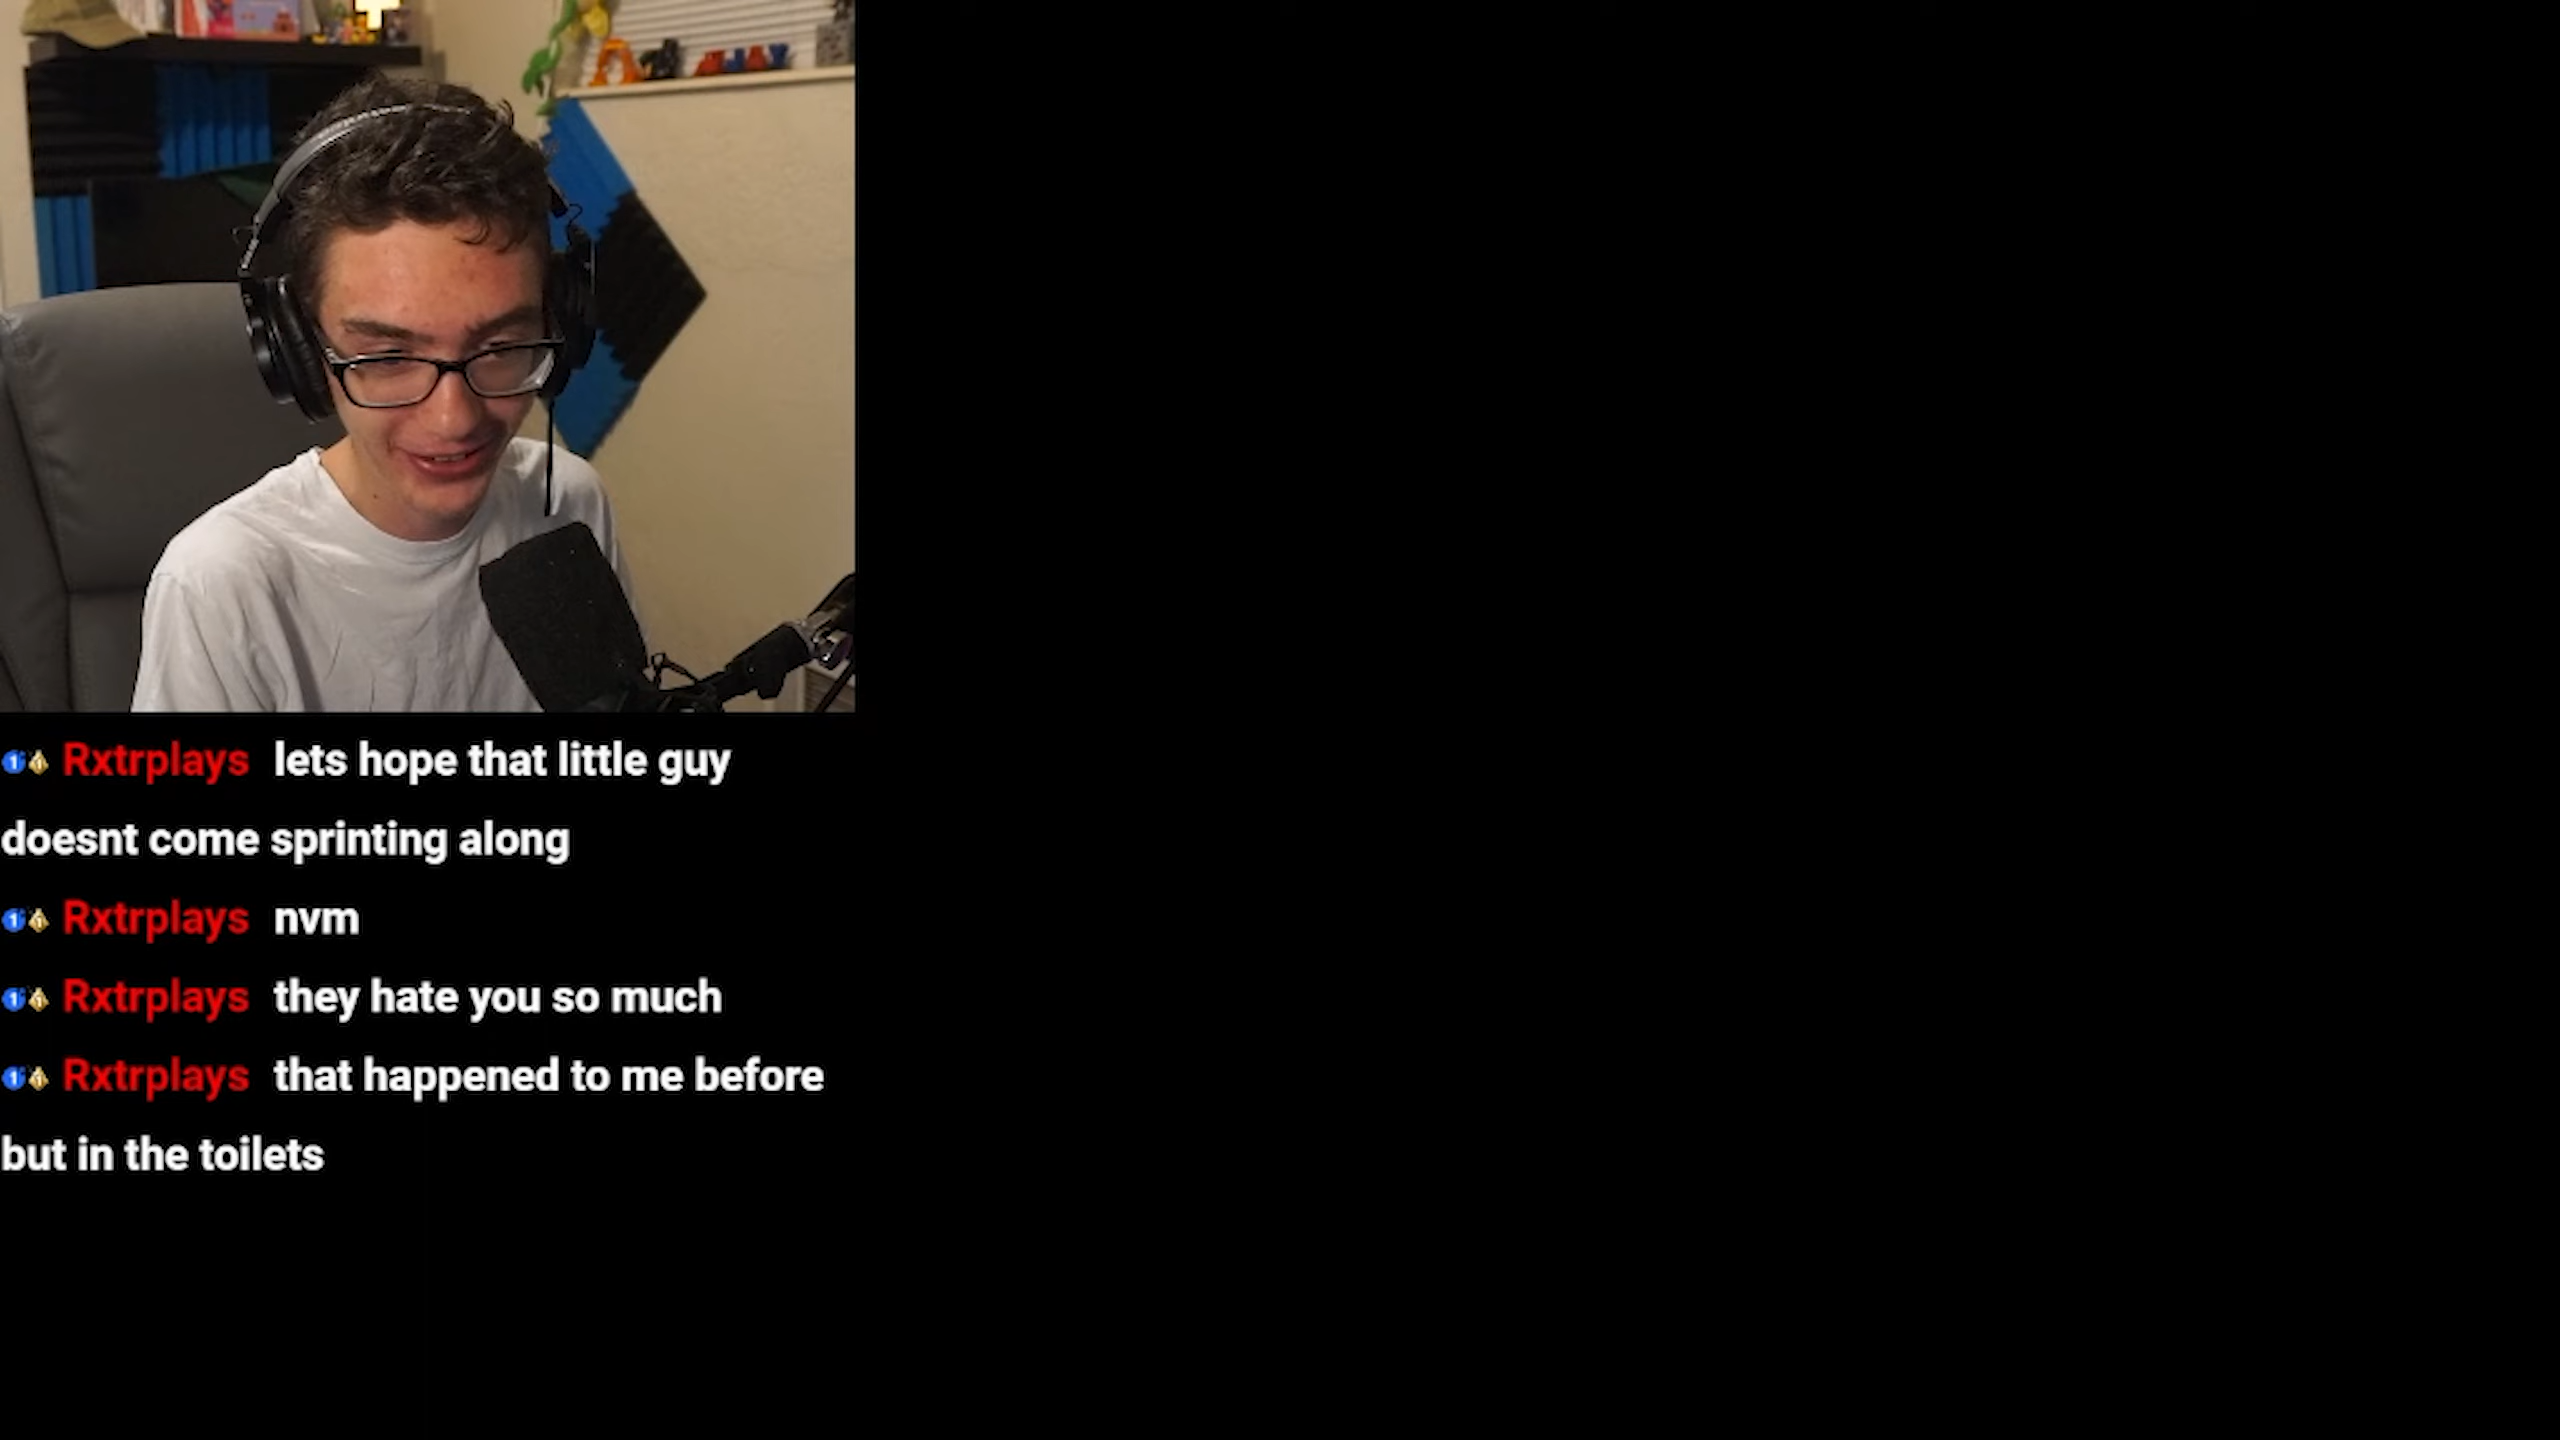 Rxtrplays lets hope that little guy
doesnt come sprinting along
Rxtrplays nvm
Rxtrplays they hate you so much
Rxtrplays that happened to me before
but in the toilets